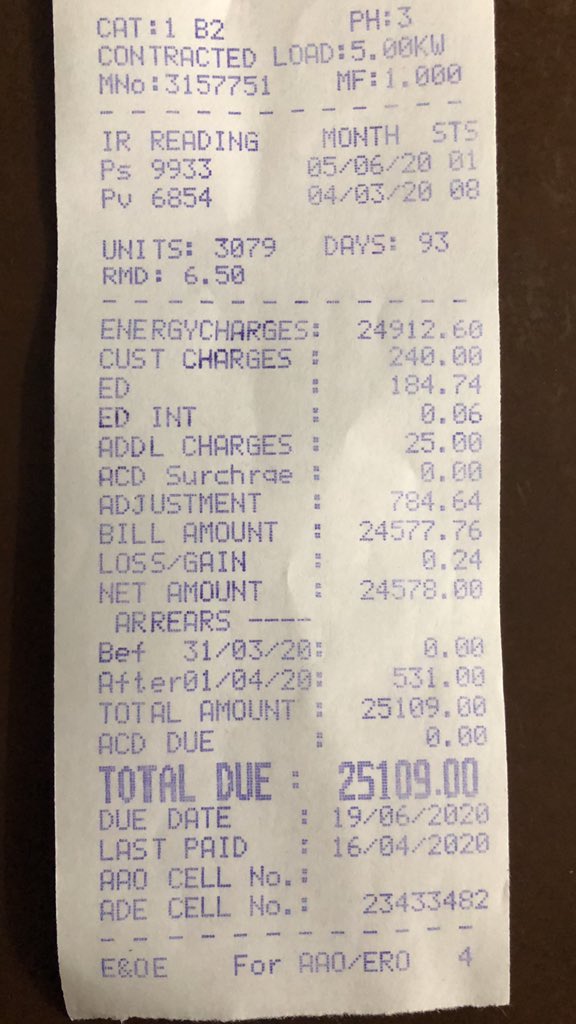 CAT:1 B2 PH:3
CONTRACTED LOAD:5.00KW
MNo:3157751 MF:1.000
- - - - - - - - - - - -
IR READING MONTH STS
Ps 9933 05/06/20 01
Pv 6854 04/03/20 08
UNITS: 3079 DAYS: 93
RMD: 6.50
- - - - - - - - - - - - -
ENERGYCHARGES: 24912.60
CUST CHARGES : 240.00
ED : 184.74
ED INT : 0.06
ADDL CHARGES : 25.00
ACD Surchrge : 0.00
ADJUSTMENT : 784.64
BILL AMOUNT : 24577.76
LOSS/GAIN : 0.24
NET AMOUNT : 24578.00
ARREARS ----
Bef 31/03/20: 0.00
After01/04/20: 531.00
TOTAL AMOUNT : 25109.00
ACD DUE : 0.00
TOTAL DUE : 25109.00
DUE DATE : 19/06/2020
LAST PAID : 16/04/2020
AAO CELL No.:
ADE CELL No.: 23433482
- - - - - - - - - - - - -
E&OE For AAO/ERO 4